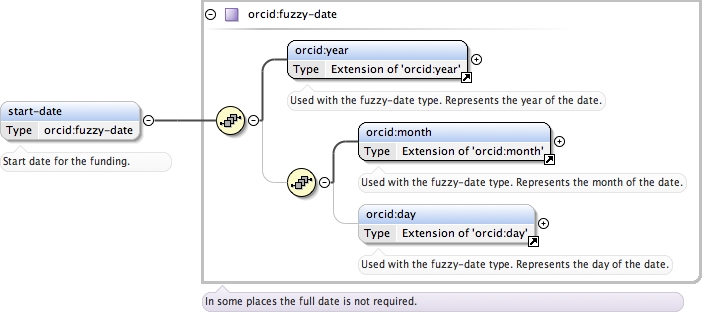 orcid:fuzzy-date
orcid:year
Type Extension of 'orcid:year'
Used with the fuzzy-date type. Represents the year of the date.
start-date
Type orcid:fuzzy-date
Start date for the funding.
orcid:month
Type Extension of 'orcid:month'
Used with the fuzzy-date type. Represents the month of the date.
orcid:day
Type Extension of 'orcid:day'
Used with the fuzzy-date type. Represents the day of the date.
In some places the full date is not required.